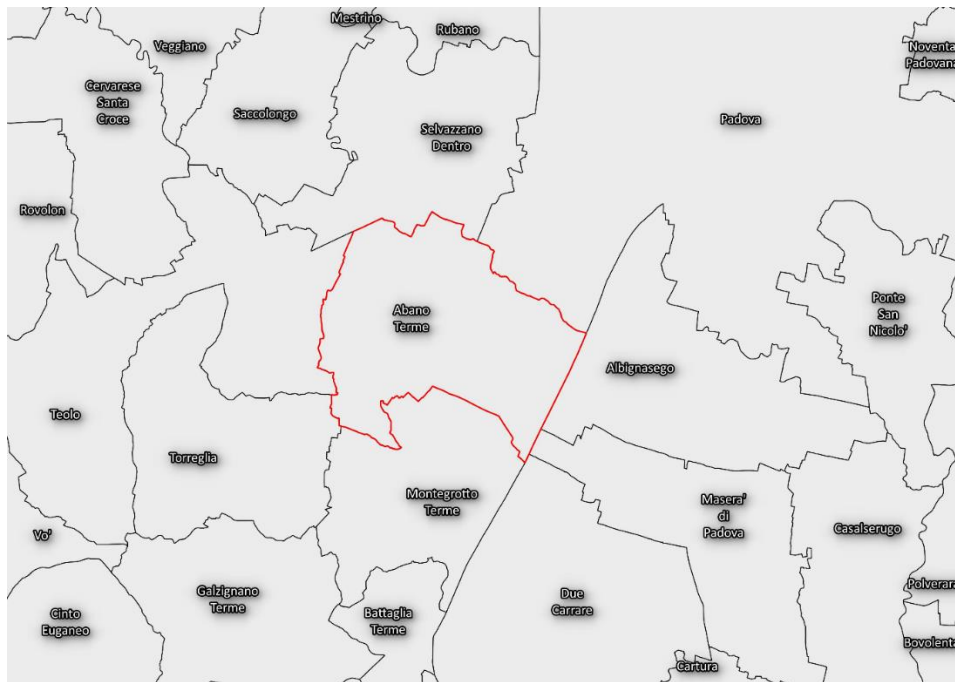 Mestrino
Rubano
Veggiano
Noventa
Padovana
Cervarese
Santa
Croce
Saccolongo
Padova
Selvazzano
Dentro
Rovolon
Abano
Terme
Ponte
San
Nicolo'
Albignasego
Teolo
Torreglia
Montegrotto
Terme
Masera'
di
Padova
Casalserugo
Vo'
Galzignano
Terme
Due
Carrare
Polverara
Cinto
Euganeo
Battaglia
Terme
Bovolenta
Cartura